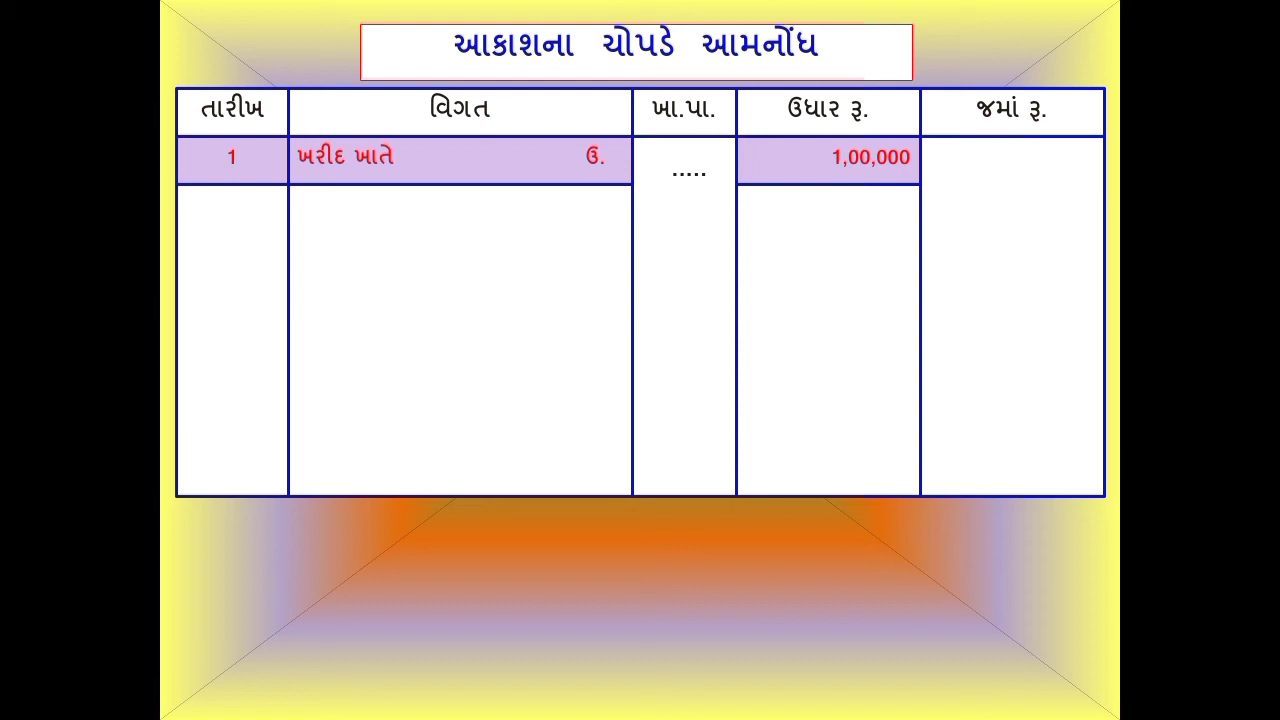 આકાશના ચોપડે આમનોંધ
તારીખ વિગત ખા.પા. ઉધાર રૂ. જમાં રૂ.
1 ખરીદ ખાતે ઉ. ..... 1,00,000